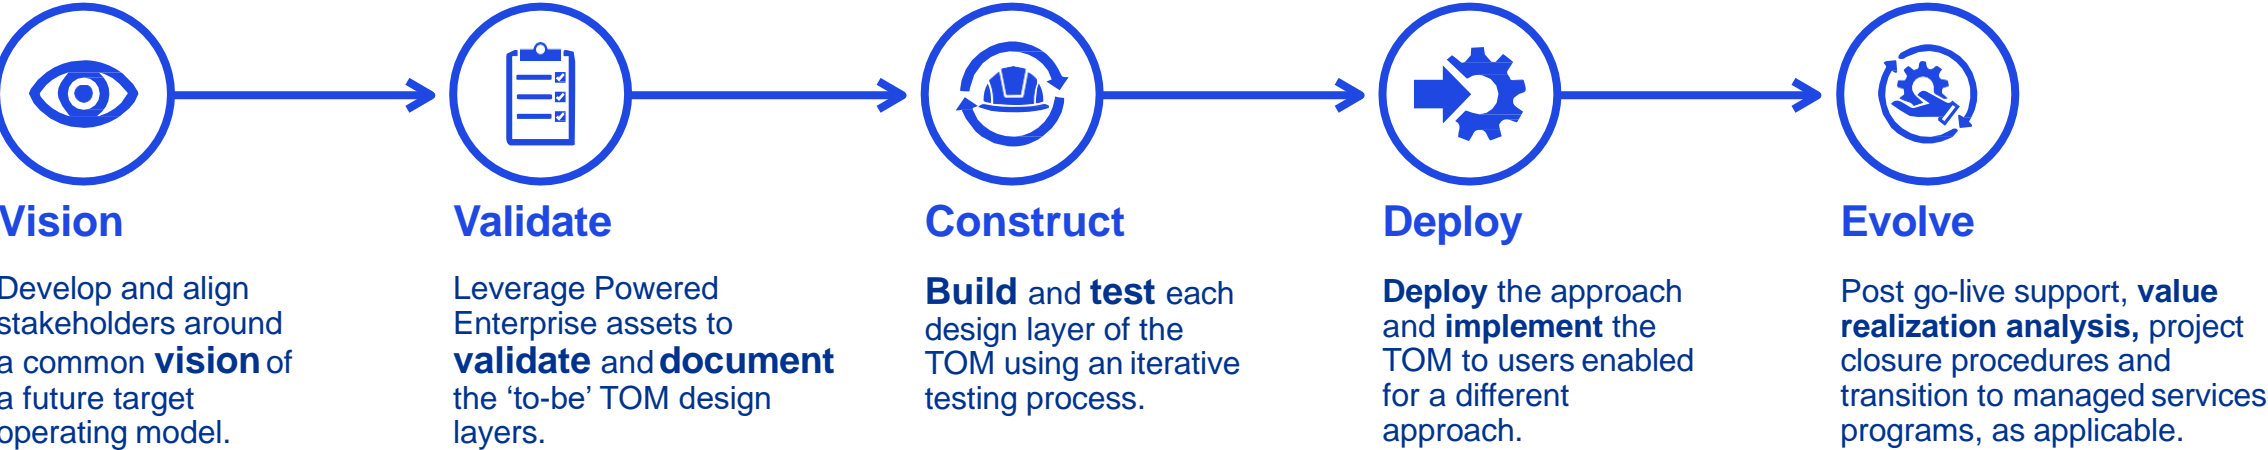 Vision
Develop and align
stakeholders around
a common vision of
a future target
operating model.
Validate
Leverage Powered
Enterprise assets to
validate and document
the ‘to-be’ TOM design
layers.
Construct
Build and test each
design layer of the
TOM using an iterative
testing process.
Deploy
Deploy the approach
and implement the
TOM to users enabled
for a different
approach.
Evolve
Post go-live support, value
realization analysis, project
closure procedures and
transition to managed services
programs, as applicable.